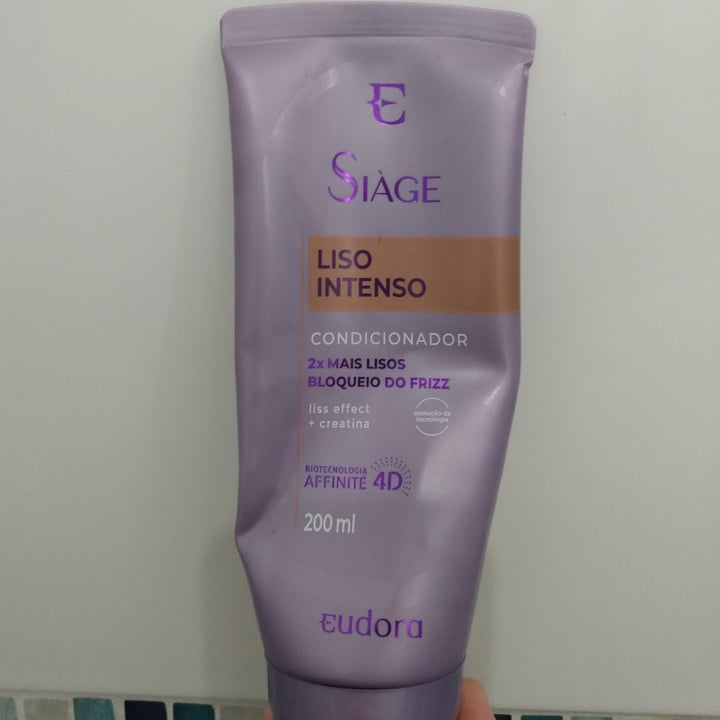 E
SIÀGE
LISO
INTENSO
CONDICIONADOR
2x MAIS LISOS
BLOQUEIO DO FRIZZ
liss effect
+ creatina
evolução da
tecnologia
BIOTECNOLOGIA
AFFINITÉ 4D
200 ml
eudora